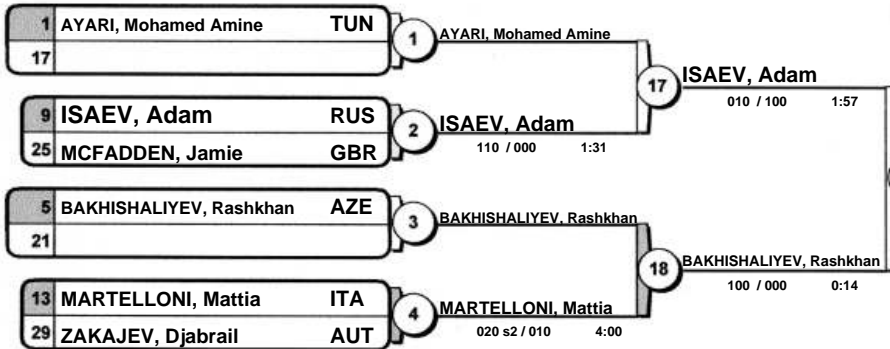 1 AYARI, Mohamed Amine TUN
17
1
AYARI, Mohamed Amine
9 ISAEV, Adam RUS
25 MCFADDEN, Jamie GBR
2
ISAEV, Adam
110 / 000 1:31
17
ISAEV, Adam
010 / 100 1:57
5 BAKHISHALIYEV, Rashkhan AZE
21
3
BAKHISHALIYEV, Rashkhan
13 MARTELLONI, Mattia ITA
29 ZAKAJEV, Djabrail AUT
4
MARTELLONI, Mattia
020 s2 / 010 4:00
18
BAKHISHALIYEV, Rashkhan
100 / 000 0:14